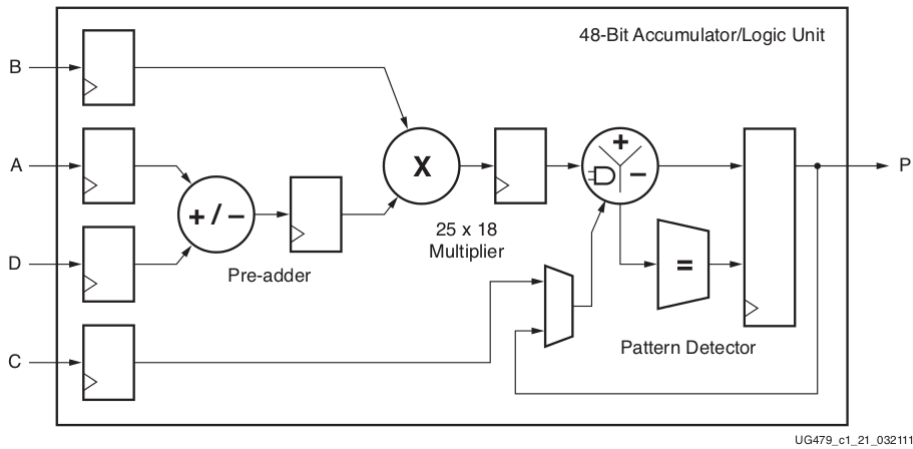 48-Bit Accumulator/Logic Unit
B
A
D
C
+ / –
Pre-adder
X
25 x 18
Multiplier
+
–
=
Pattern Detector
P
UG479_c1_21_032111